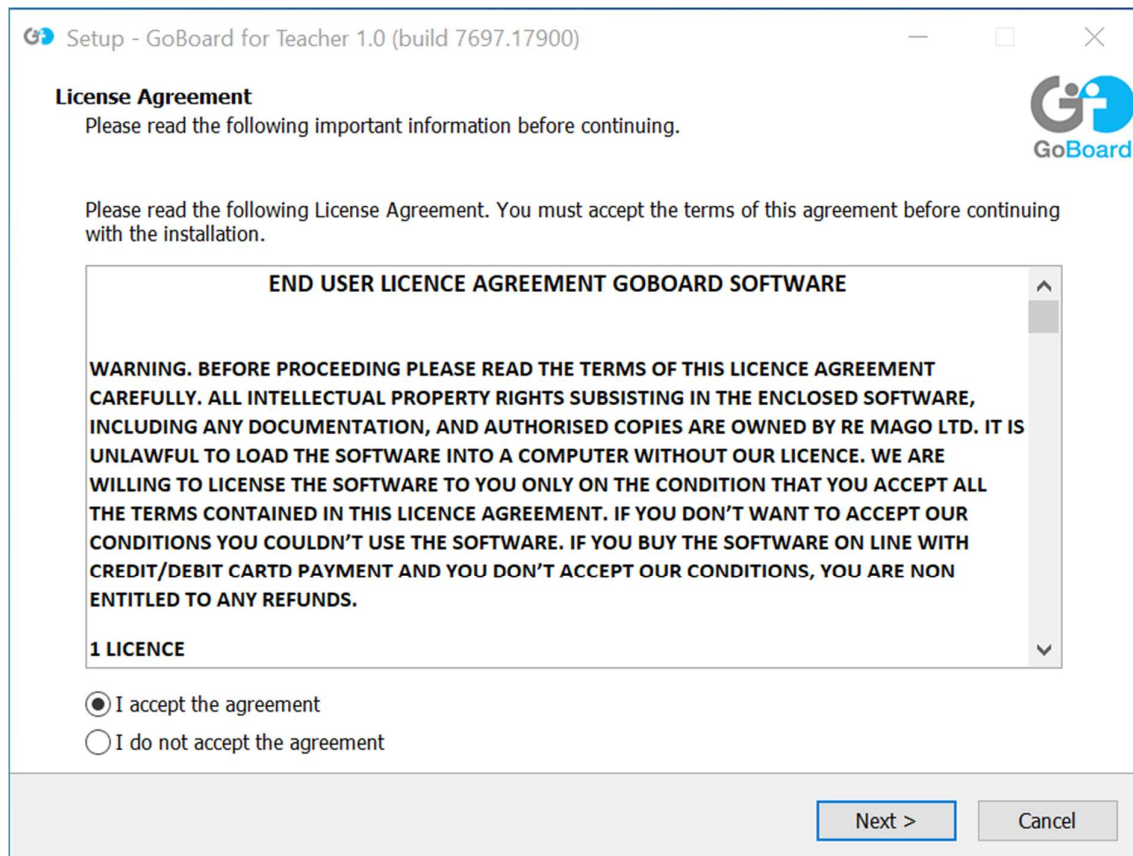 Setup - GoBoard for Teacher 1.0 (build 7697.17900)
License Agreement
Please read the following important information before continuing.
GoBoard
Please read the following License Agreement. You must accept the terms of this agreement before continuing
with the installation.
END USER LICENCE AGREEMENT GOBOARD SOFTWARE
WARNING. BEFORE PROCEEDING PLEASE READ THE TERMS OF THIS LICENCE AGREEMENT
CAREFULLY. ALL INTELLECTUAL PROPERTY RIGHTS SUBSISTING IN THE ENCLOSED SOFTWARE,
INCLUDING ANY DOCUMENTATION, AND AUTHORISED COPIES ARE OWNED BY RE MAGO LTD. IT IS
UNLAWFUL TO LOAD THE SOFTWARE INTO A COMPUTER WITHOUT OUR LICENCE. WE ARE
WILLING TO LICENSE THE SOFTWARE TO YOU ONLY ON THE CONDITION THAT YOU ACCEPT ALL
THE TERMS CONTAINED IN THIS LICENCE AGREEMENT. IF YOU DON’T WANT TO ACCEPT OUR
CONDITIONS YOU COULDN’T USE THE SOFTWARE. IF YOU BUY THE SOFTWARE ON LINE WITH
CREDIT/DEBIT CARTD PAYMENT AND YOU DON’T ACCEPT OUR CONDITIONS, YOU ARE NON
ENTITLED TO ANY REFUNDS.
1 LICENCE
I accept the agreement
I do not accept the agreement
Next >
Cancel